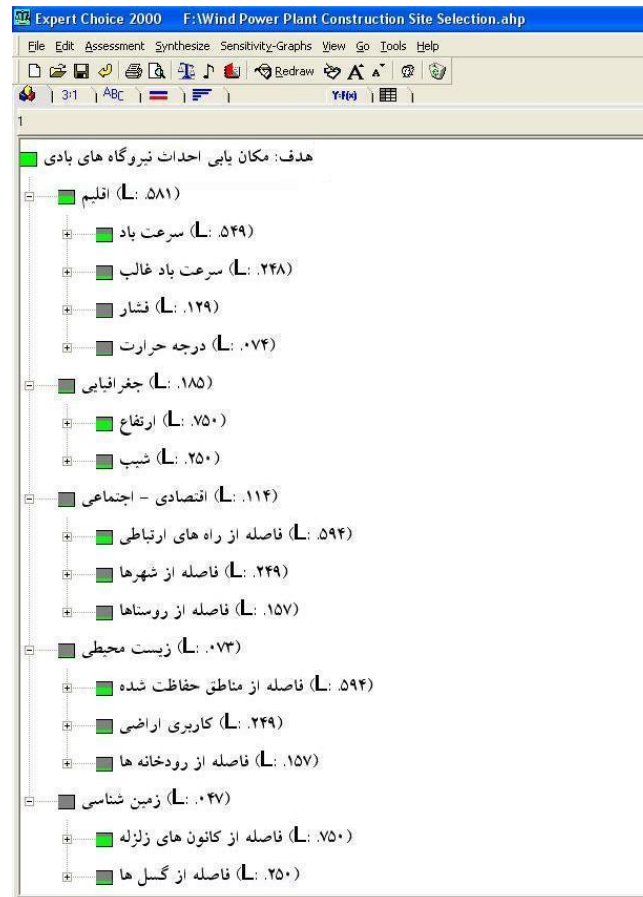 Expert Choice 2000 F:\Wind Power Plant Construction Site Selection.ahp
File Edit Assessment Synthesize Sensitivity-Graphs View Go Tools Help
Redraw A A
3:1 ABC Y=f(x)
1
هدف: مکان یابی احداث نیروگاه های بادی
اقلیم (L: .۵۸۱)
سرعت باد (L: .۵۴۹)
سرعت باد غالب (L: .۲۴۸)
فشار (L: .۱۲۹)
درجه حرارت (L: .۰۷۴)
جغرافیایی (L: .۱۸۵)
ارتفاع (L: .۷۵۰)
شیب (L: .۲۵۰)
اقتصادی - اجتماعی (L: .۱۱۴)
فاصله از راه های ارتباطی (L: .۵۹۴)
فاصله از شهرها (L: .۲۴۹)
فاصله از روستاها (L: .۱۵۷)
زیست محیطی (L: .۰۷۳)
فاصله از مناطق حفاظت شده (L: .۵۹۴)
کاربری اراضی (L: .۲۴۹)
فاصله از رودخانه ها (L: .۱۵۷)
زمین شناسی (L: .۰۴۷)
فاصله از کانون های زلزله (L: .۷۵۰)
فاصله از گسل ها (L: .۲۵۰)